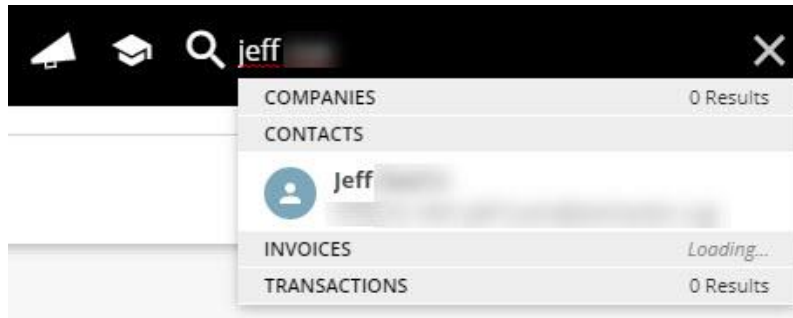 jeff
COMPANIES 0 Results
CONTACTS
Jeff
INVOICES Loading...
TRANSACTIONS 0 Results